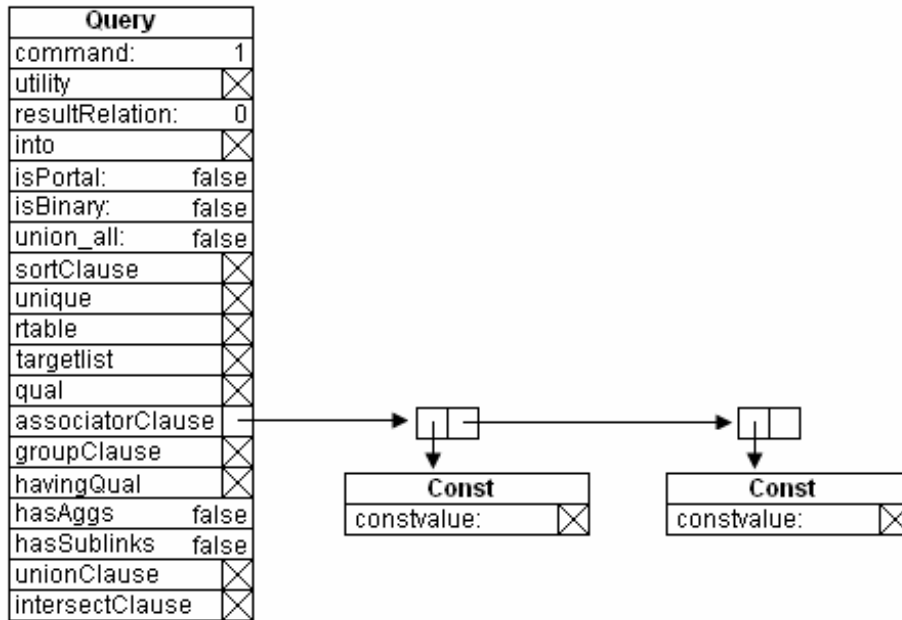 Query
command: 1
utility
resultRelation: 0
into
isPortal: false
isBinary: false
union_all: false
sortClause
unique
rtable
targetlist
qual
associatorClause
groupClause
havingQual
hasAggs false
hasSublinks false
unionClause
intersectClause
Const
constvalue:
Const
constvalue: